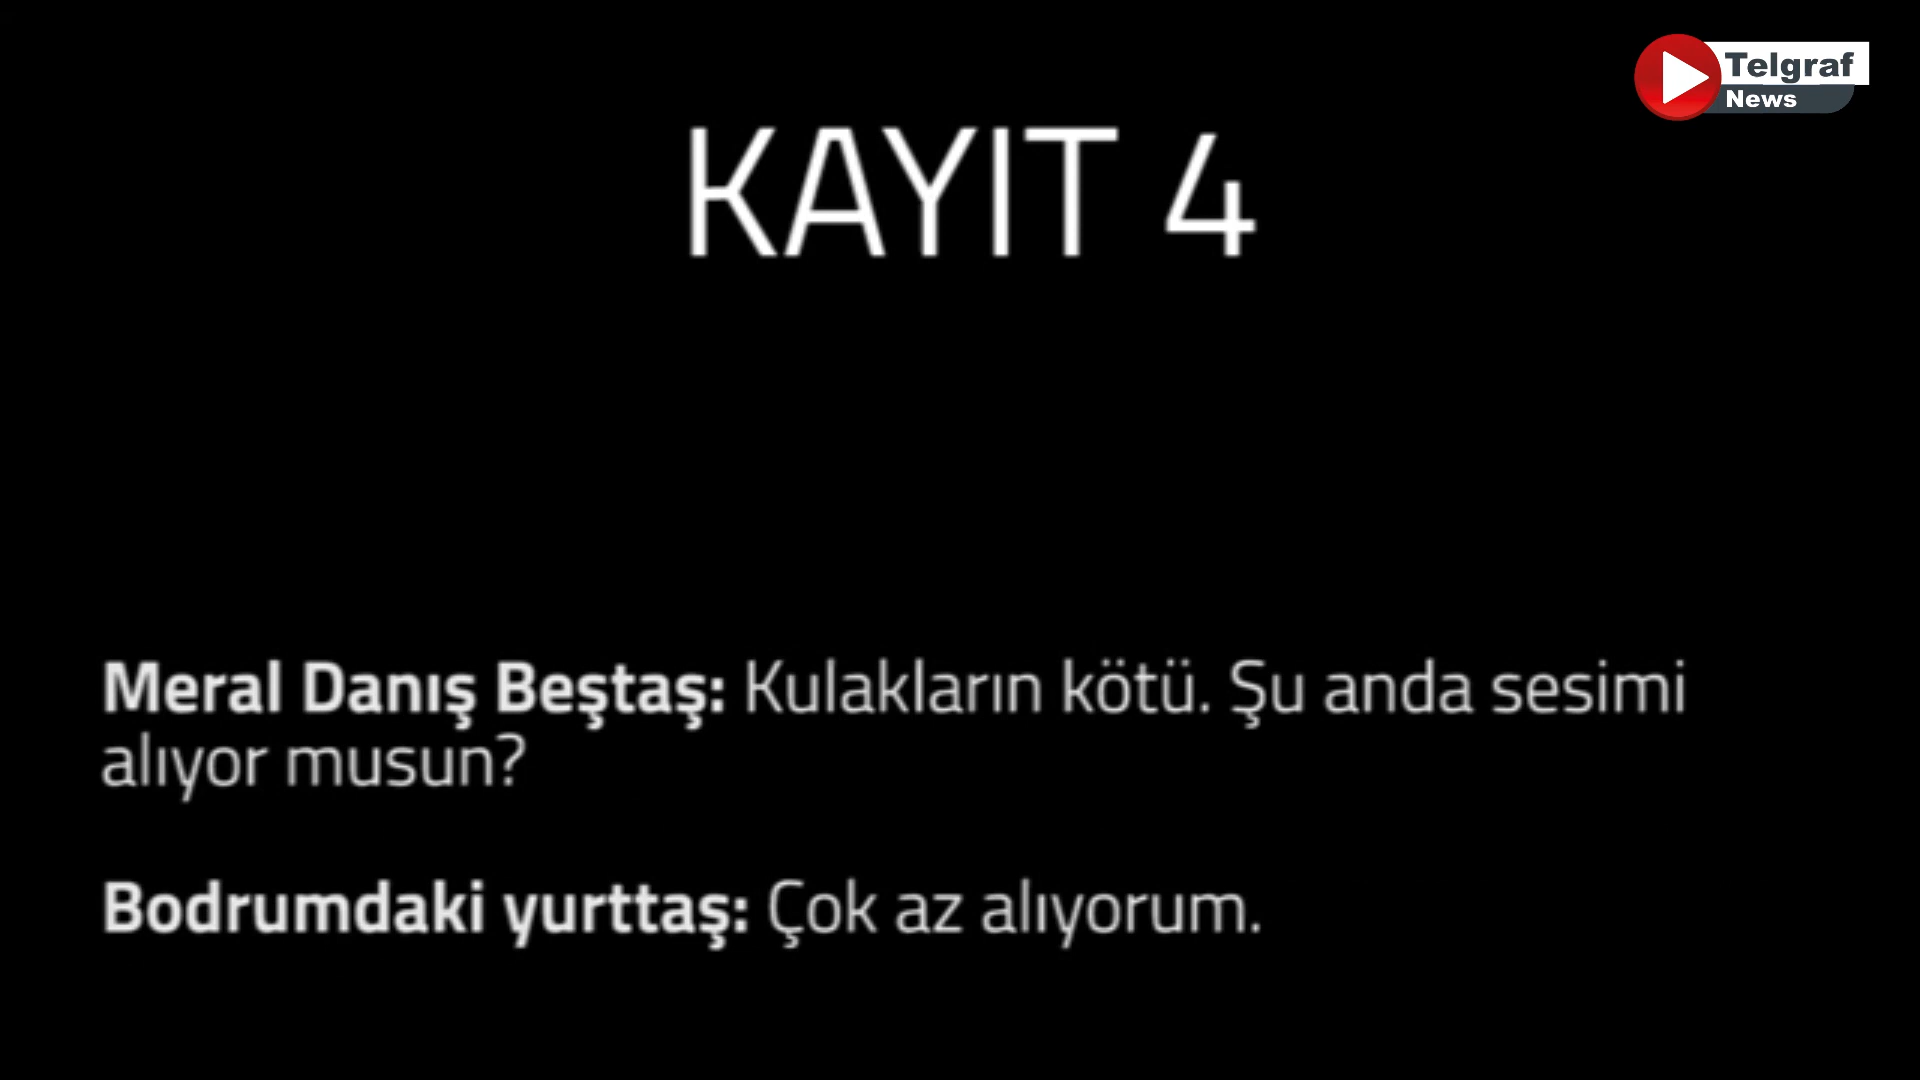 Telgraf
News
KAYIT 4
Meral Danış Beştaş: Kulakların kötü. Şu anda sesimi
alıyor musun?
Bodrumdaki yurttaş: Çok az alıyorum.